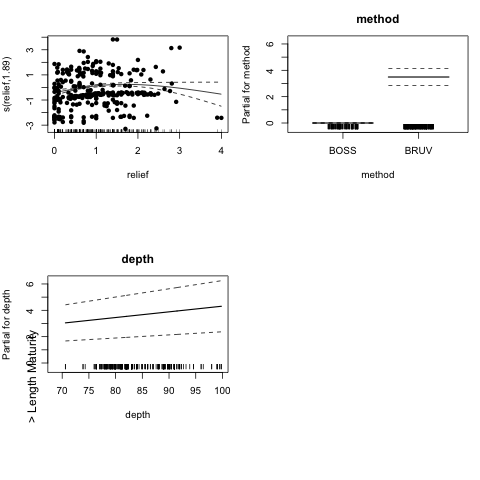 method
s(relief,1.89)
3
1
-1
-3
0 1 2 3 4
relief
Partial for method
6
4
2
0
BOSS BRUV
method
depth
Partial for depth
6
4
2
0
70 75 80 85 90 95 100
depth
> Length Maturity